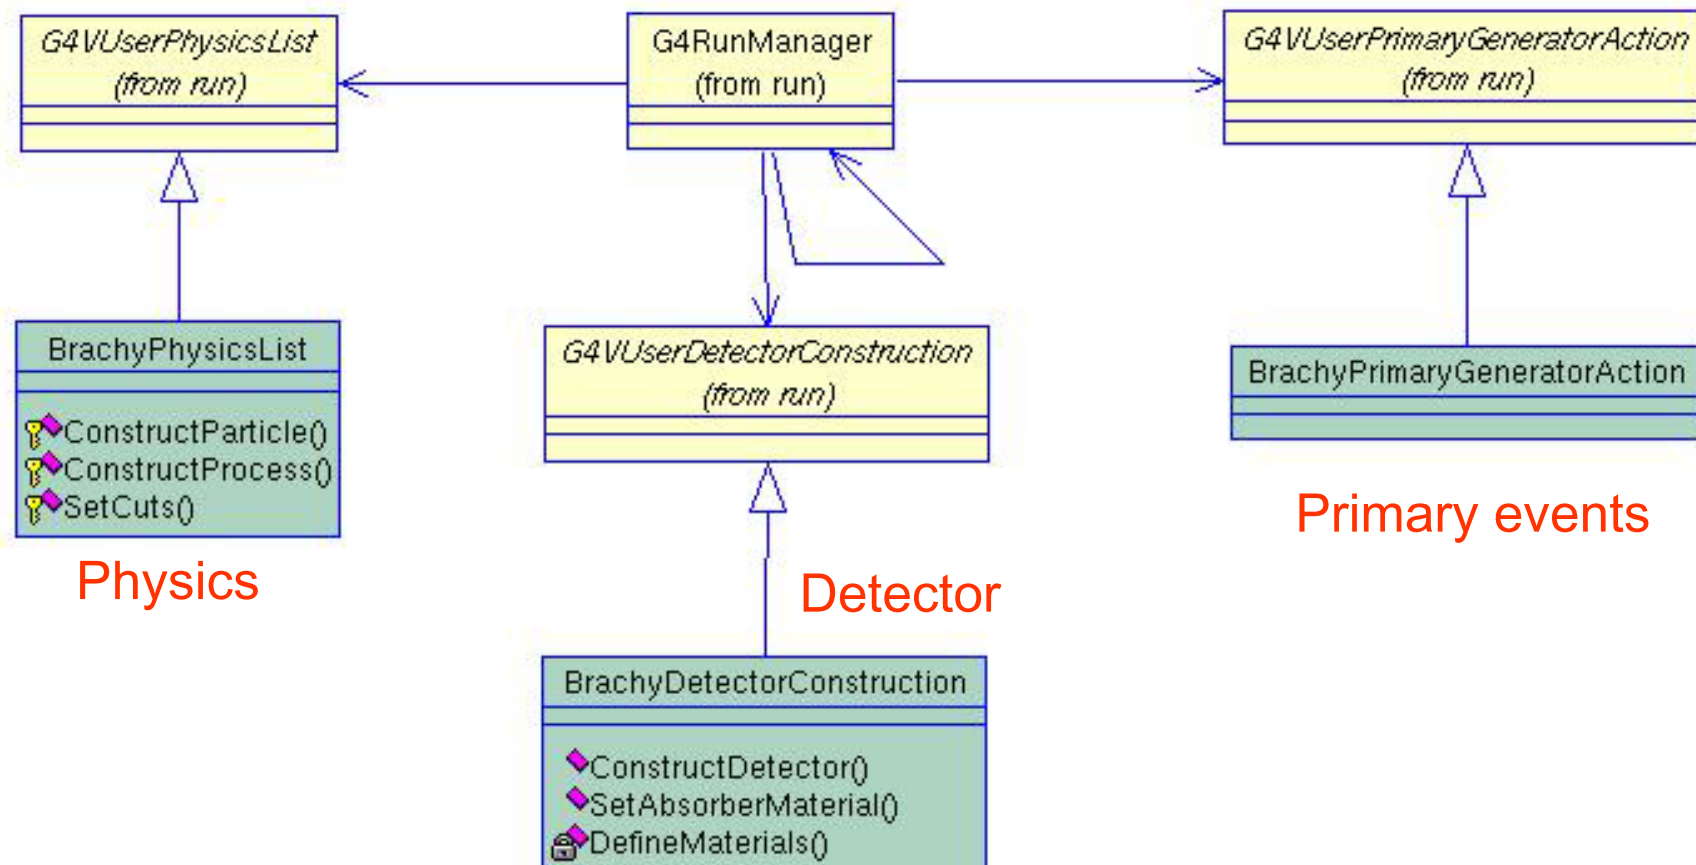 G4VUserPhysicsList
(from run)
G4RunManager
(from run)
G4VUserPrimaryGeneratorAction
(from run)
BrachyPhysicsList
ConstructParticle()
ConstructProcess()
SetCuts()
Physics
G4VUserDetectorConstruction
(from run)
BrachyPrimaryGeneratorAction
Primary events
Detector
BrachyDetectorConstruction
ConstructDetector()
SetAbsorberMaterial()
DefineMaterials()